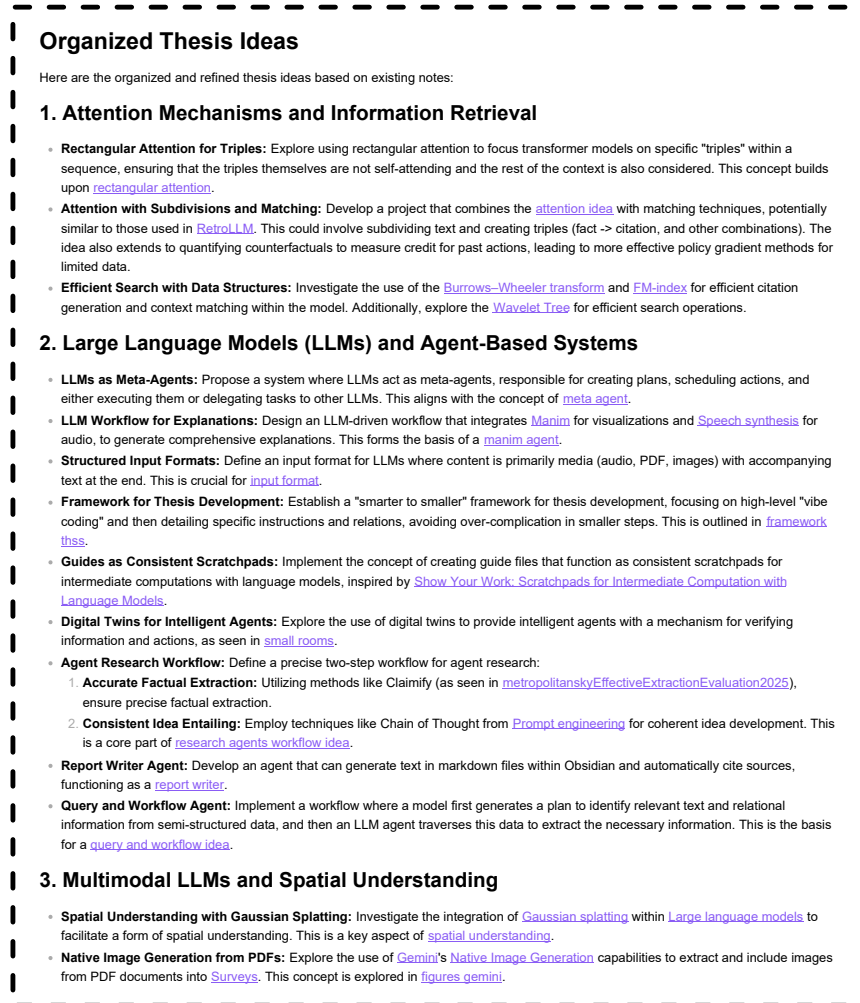 Organized Thesis Ideas
Here are the organized and refined thesis ideas based on existing notes:
1. Attention Mechanisms and Information Retrieval
• Rectangular Attention for Triples: Explore using rectangular attention to focus transformer models on specific "triples" within a
sequence, ensuring that the triples themselves are not self-attending and the rest of the context is also considered. This concept builds
upon rectangular attention.
• Attention with Subdivisions and Matching: Develop a project that combines the attention idea with matching techniques, potentially
similar to those used in RetroLLM. This could involve subdividing text and creating triples (fact -> citation, and other combinations). The
idea also extends to quantifying counterfactuals to measure credit for past actions, leading to more effective policy gradient methods for
limited data.
• Efficient Search with Data Structures: Investigate the use of the Burrows–Wheeler transform and FM-index for efficient citation
generation and context matching within the model. Additionally, explore the Wavelet Tree for efficient search operations.
2. Large Language Models (LLMs) and Agent-Based Systems
• LLMs as Meta-Agents: Propose a system where LLMs act as meta-agents, responsible for creating plans, scheduling actions, and
either executing them or delegating tasks to other LLMs. This aligns with the concept of meta agent.
• LLM Workflow for Explanations: Design an LLM-driven workflow that integrates Manim for visualizations and Speech synthesis for
audio, to generate comprehensive explanations. This forms the basis of a manim agent.
• Structured Input Formats: Define an input format for LLMs where content is primarily media (audio, PDF, images) with accompanying
text at the end. This is crucial for input format.
• Framework for Thesis Development: Establish a "smarter to smaller" framework for thesis development, focusing on high-level "vibe
coding" and then detailing specific instructions and relations, avoiding over-complication in smaller steps. This is outlined in framework
thss.
• Guides as Consistent Scratchpads: Implement the concept of creating guide files that function as consistent scratchpads for
intermediate computations with language models, inspired by Show Your Work: Scratchpads for Intermediate Computation with
Language Models.
• Digital Twins for Intelligent Agents: Explore the use of digital twins to provide intelligent agents with a mechanism for verifying
information and actions, as seen in small rooms.
• Agent Research Workflow: Define a precise two-step workflow for agent research:
1. Accurate Factual Extraction: Utilizing methods like Claimify (as seen in metropolitanskyEffectiveExtractionEvaluation2025),
ensure precise factual extraction.
2. Consistent Idea Entailing: Employ techniques like Chain of Thought from Prompt engineering for coherent idea development. This
is a core part of research agents workflow idea.
• Report Writer Agent: Develop an agent that can generate text in markdown files within Obsidian and automatically cite sources,
functioning as a report writer.
• Query and Workflow Agent: Implement a workflow where a model first generates a plan to identify relevant text and relational
information from semi-structured data, and then an LLM agent traverses this data to extract the necessary information. This is the basis
for a query and workflow idea.
3. Multimodal LLMs and Spatial Understanding
• Spatial Understanding with Gaussian Splatting: Investigate the integration of Gaussian splatting within Large language models to
facilitate a form of spatial understanding. This is a key aspect of spatial understanding.
• Native Image Generation from PDFs: Explore the use of Gemini's Native Image Generation capabilities to extract and include images
from PDF documents into Surveys. This concept is explored in figures gemini.